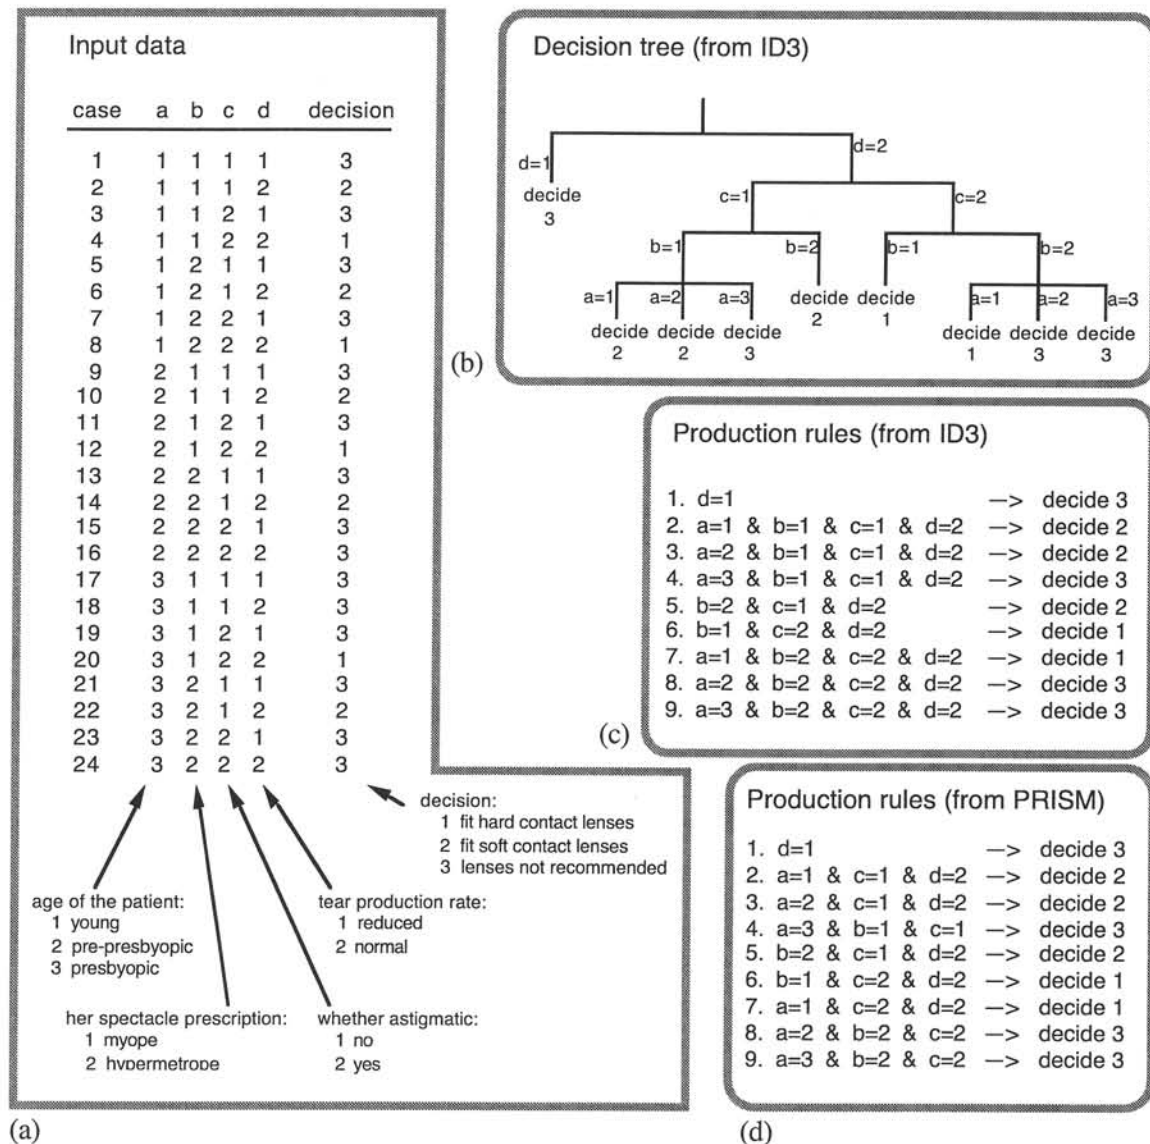 Input data
case a b c d decision
1 1 1 1 1 3
2 1 1 1 2 2
3 1 1 2 1 3
4 1 1 2 2 1
5 1 2 1 1 3
6 1 2 1 2 2
7 1 2 2 1 3
8 1 2 2 2 1
9 2 1 1 1 3
10 2 1 1 2 2
11 2 1 2 1 3
12 2 1 2 2 1
13 2 2 1 1 3
14 2 2 1 2 2
15 2 2 2 1 3
16 2 2 2 2 3
17 3 1 1 1 3
18 3 1 1 2 3
19 3 1 2 1 3
20 3 1 2 2 1
21 3 2 1 1 3
22 3 2 1 2 2
23 3 2 2 1 3
24 3 2 2 2 3
decision:
1 fit hard contact lenses
2 fit soft contact lenses
3 lenses not recommended
age of the patient:
1 young
2 pre-presbyopic
3 presbyopic
tear production rate:
1 reduced
2 normal
her spectacle prescription:
1 myope
2 hypermetrope
whether astigmatic:
1 no
2 yes
(a)
Decision tree (from ID3)
d=1 d=2
decide
3
c=1 c=2
b=1 b=2 b=1 b=2
a=1 a=2 a=3 decide decide a=1 a=2 a=3
2 1
decide decide decide decide decide decide
2 2 3 1 3 3
(b)
Production rules (from ID3)
1. d=1 —> decide 3
2. a=1 & b=1 & c=1 & d=2 —> decide 2
3. a=2 & b=1 & c=1 & d=2 —> decide 2
4. a=3 & b=1 & c=1 & d=2 —> decide 3
5. b=2 & c=1 & d=2 —> decide 2
6. b=1 & c=2 & d=2 —> decide 1
7. a=1 & b=2 & c=2 & d=2 —> decide 1
8. a=2 & b=2 & c=2 & d=2 —> decide 3
9. a=3 & b=2 & c=2 & d=2 —> decide 3
(c)
Production rules (from PRISM)
1. d=1 —> decide 3
2. a=1 & c=1 & d=2 —> decide 2
3. a=2 & c=1 & d=2 —> decide 2
4. a=3 & b=1 & c=1 —> decide 3
5. b=2 & c=1 & d=2 —> decide 2
6. b=1 & c=2 & d=2 —> decide 1
7. a=1 & c=2 & d=2 —> decide 1
8. a=2 & b=2 & c=2 —> decide 3
9. a=3 & b=2 & c=2 —> decide 3
(d)